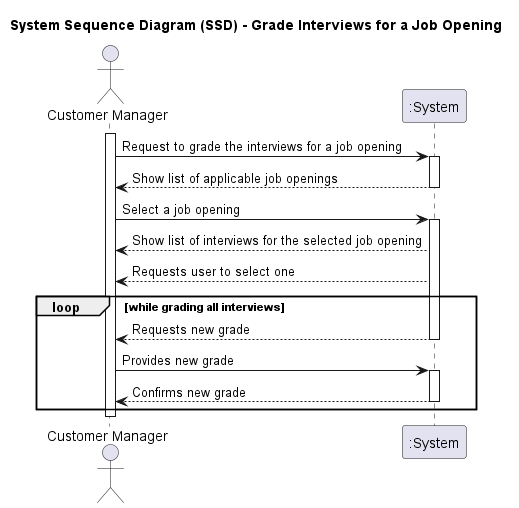 System Sequence Diagram (SSD) - Grade Interviews for a Job Opening
Customer Manager
:System
Request to grade the interviews for a job opening
Show list of applicable job openings
Select a job opening
Show list of interviews for the selected job opening
Requests user to select one
loop [while grading all interviews]
Requests new grade
Provides new grade
Confirms new grade
Customer Manager
:System